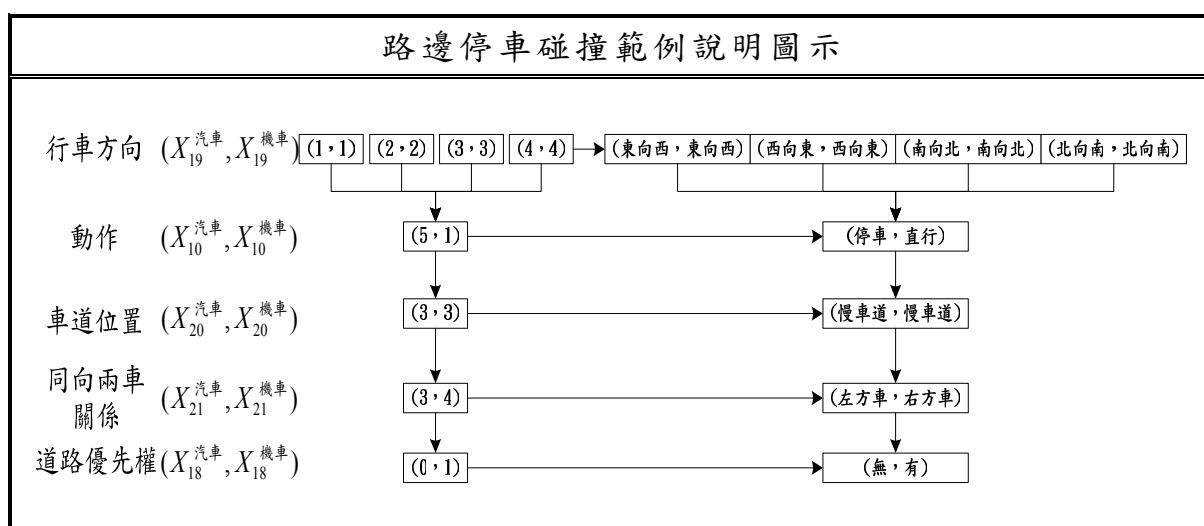 路邊停車碰撞範例說明圖示
行車方向 (X₁₉汽車, X₁₉機車) (1，1) (2，2) (3，3) (4，4) (東向西，東向西) (西向東，西向東) (南向北，南向北) (北向南，北向南)
動作 (X₁₀汽車, X₁₀機車) (5，1) (停車，直行)
車道位置 (X₂₀汽車, X₂₀機車) (3，3) (慢車道，慢車道)
同向兩車
關係 (X₂₁汽車, X₂₁機車) (3，4) (左方車，右方車)
道路優先權(X₁₈汽車, X₁₈機車) (0，1) (無，有)